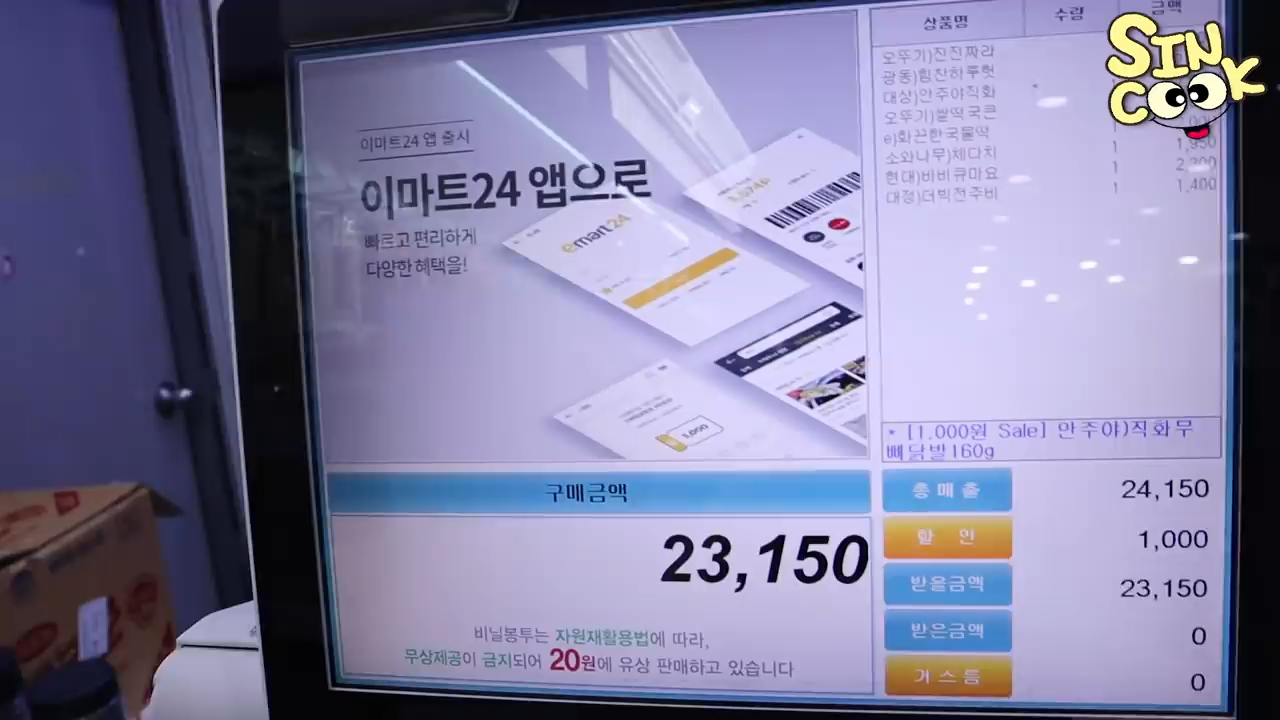 SIN
COOK
상품명 수량 금액
오뚜기)진진짜라
광동)힘찬하루헛
대상)안주야직화
오뚜기)쌀떡국큰
e)화끈한국물떡 1 1,950
소와나무)체다치 1 2,200
현대)바비큐마요 1 1,400
대정)더빅전주비
* [1.000원 Sale] 안주야)직화무
뼈닭발160g
이마트24 앱 출시
이마트24 앱으로
빠르고 편리하게
다양한 혜택을!
emart24
1,000
구매금액
23,150
비닐봉투는 자원재활용법에 따라,
무상제공이 금지되어 20원에 유상 판매하고 있습니다
총매출 24,150
할 인 1,000
받을금액 23,150
받은금액 0
거스름 0